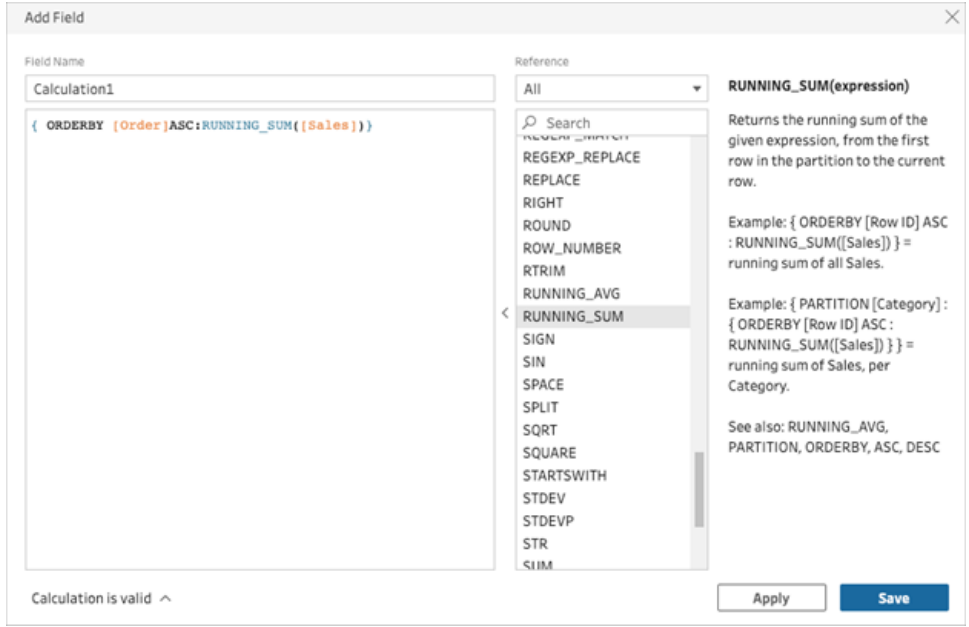 Add Field
Field Name
Calculation1
{ ORDERBY [Order]ASC:RUNNING_SUM([Sales])}
Reference
All
Search
REGEXP_MATCH
REGEXP_REPLACE
REPLACE
RIGHT
ROUND
ROW_NUMBER
RTRIM
RUNNING_AVG
RUNNING_SUM
SIGN
SIN
SPACE
SPLIT
SQRT
SQUARE
STARTSWITH
STDEV
STDEVP
STR
SUM
RUNNING_SUM(expression)
Returns the running sum of the
given expression, from the first
row in the partition to the current
row.
Example: { ORDERBY [Row ID] ASC
: RUNNING_SUM([Sales]) } =
running sum of all Sales.
Example: { PARTITION [Category] :
{ ORDERBY [Row ID] ASC :
RUNNING_SUM([Sales]) } } =
running sum of Sales, per
Category.
See also: RUNNING_AVG,
PARTITION, ORDERBY, ASC, DESC
Calculation is valid
Apply
Save